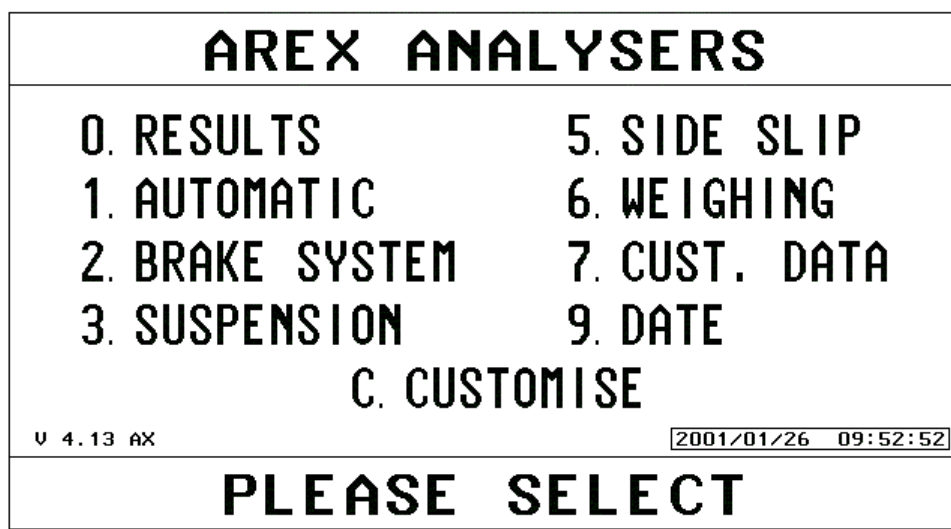 AREX ANALYSERS
0. RESULTS
5. SIDE SLIP
1. AUTOMATIC
6. WEIGHING
2. BRAKE SYSTEM
7. CUST. DATA
3. SUSPENSION
9. DATE
C. CUSTOMISE
V 4.13 AX
2001/01/26 09:52:52
PLEASE SELECT